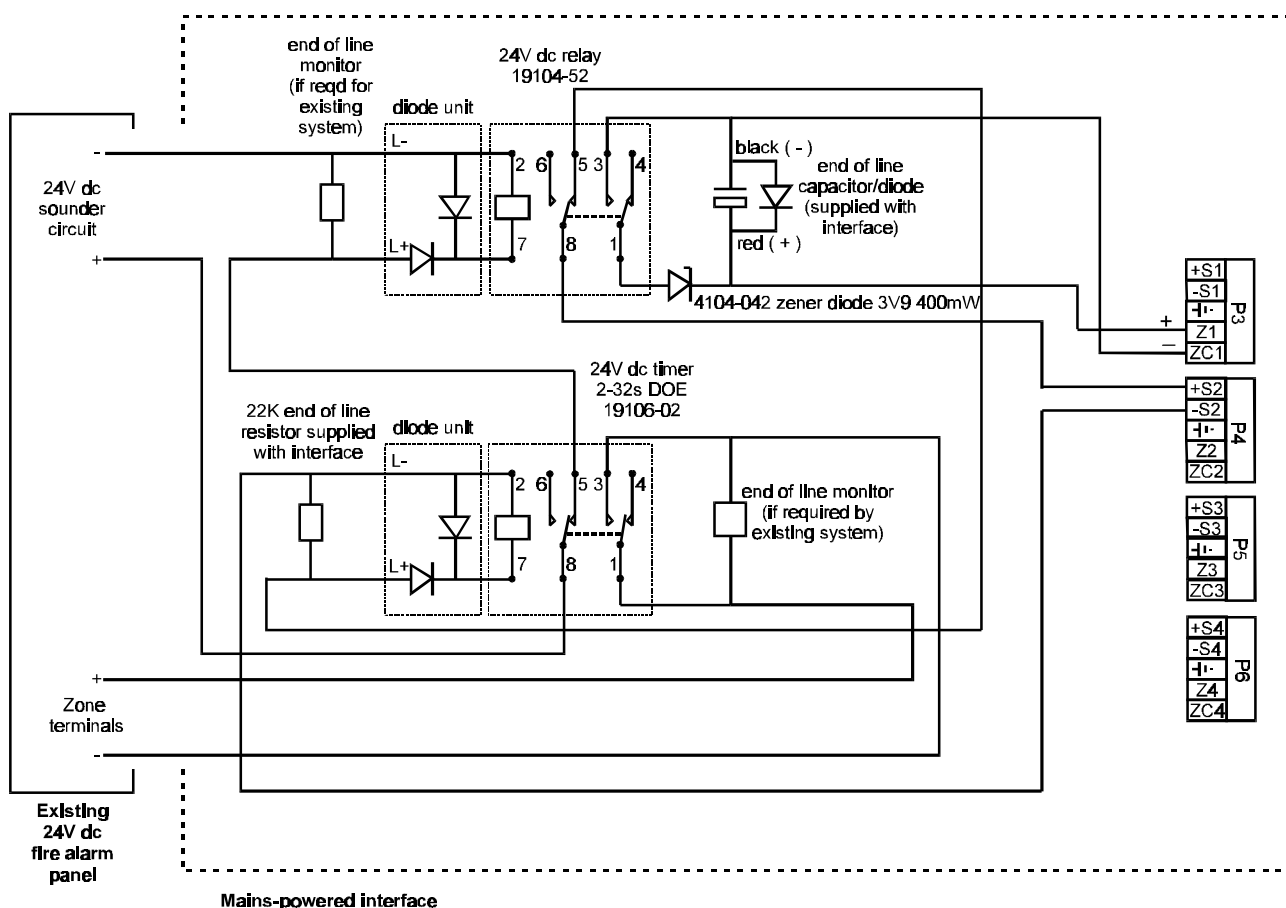 end of line
monitor
(if reqd for
existing
system)
24V dc relay
19104-52
diode unit
L-
L+
2
6
5
3
4
7
8
1
black ( - )
red ( + )
end of line
capacitor/diode
(supplied with
interface)
4104-042 zener diode 3V9 400mW
-
24V dc
sounder
circuit
+
+
–
+S1
-S1
Z1
ZC1
P3
24V dc timer
2-32s DOE
19106-02
22K end of line
resistor supplied
with interface
diode unit
L-
L+
2
6
5
3
4
7
8
1
end of line monitor
(if required by
existing system)
+S2
-S2
Z2
ZC2
P4
+S3
-S3
Z3
ZC3
P5
+S4
-S4
Z4
ZC4
P6
+
Zone
terminals
-
Existing
24V dc
fire alarm
panel
Mains-powered interface